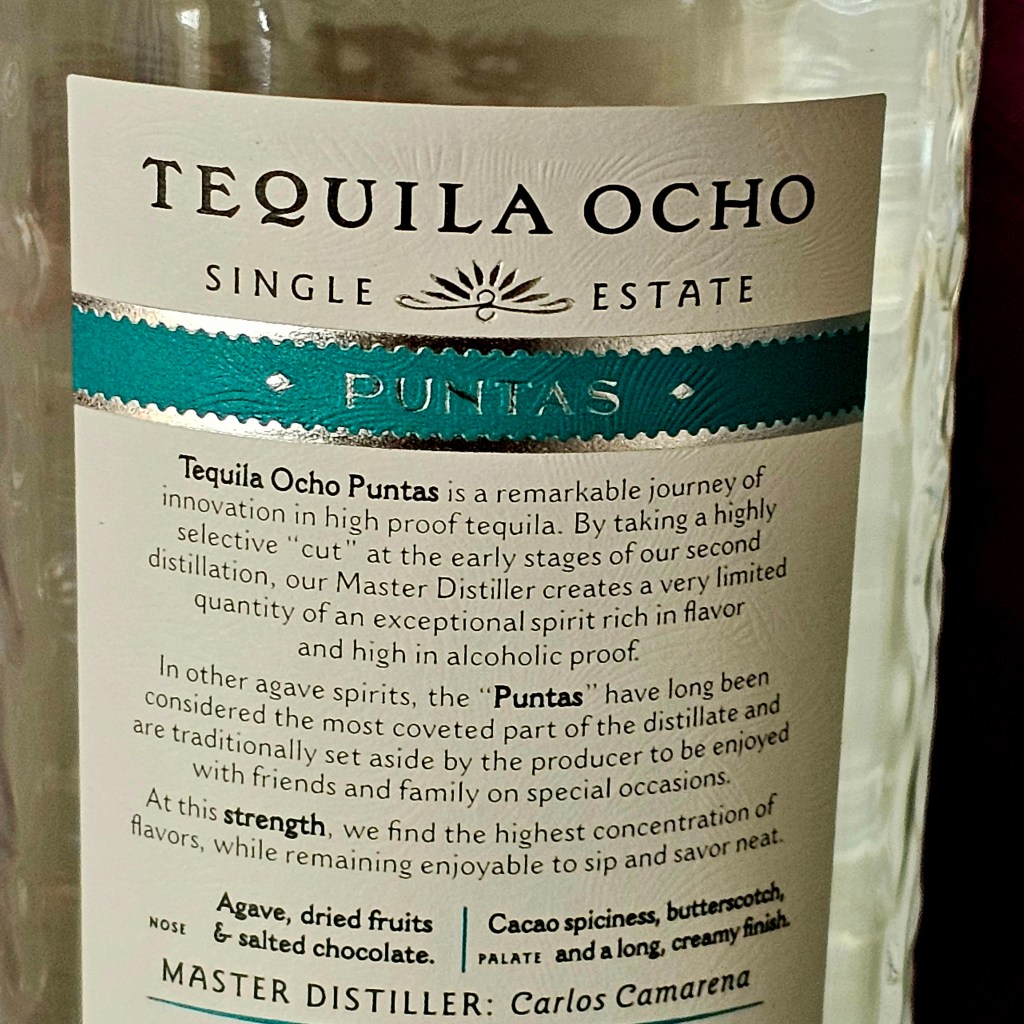 TEQUILA OCHO
SINGLE ESTATE
PUNTAS
Tequila Ocho Puntas is a remarkable journey of
innovation in high proof tequila. By taking a highly
selective "cut" at the early stages of our second
distillation, our Master Distiller creates a very limited
quantity of an exceptional spirit rich in flavor
and high in alcoholic proof.
In other agave spirits, the "Puntas" have long been
considered the most coveted part of the distillate and
are traditionally set aside by the producer to be enjoyed
with friends and family on special occasions.
At this strength, we find the highest concentration of
flavors, while remaining enjoyable to sip and savor neat.
NOSE Agave, dried fruits
& salted chocolate.
Cacao spiciness, butterscotch,
PALATE and a long, creamy finish.
MASTER DISTILLER: Carlos Camarena